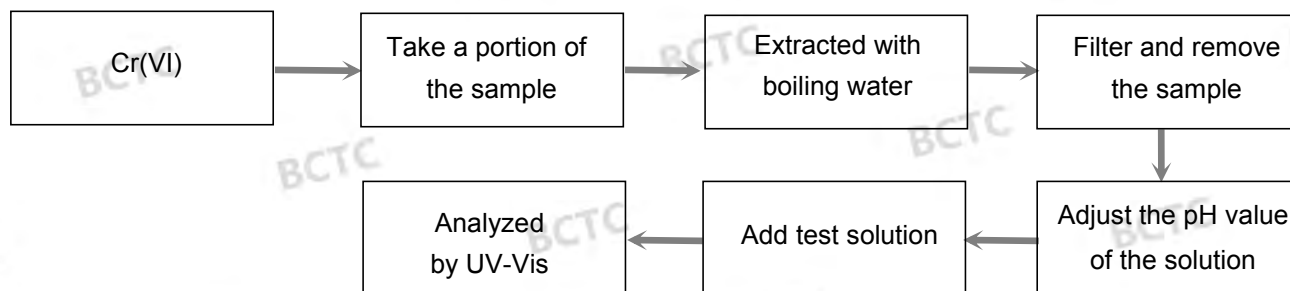 Cr(VI)
Take a portion of
the sample
Extracted with
boiling water
Filter and remove
the sample
Adjust the pH value
of the solution
Add test solution
Analyzed
by UV-Vis
BCTC
BCTC
BCTC
BCTC
BCTC
BCTC